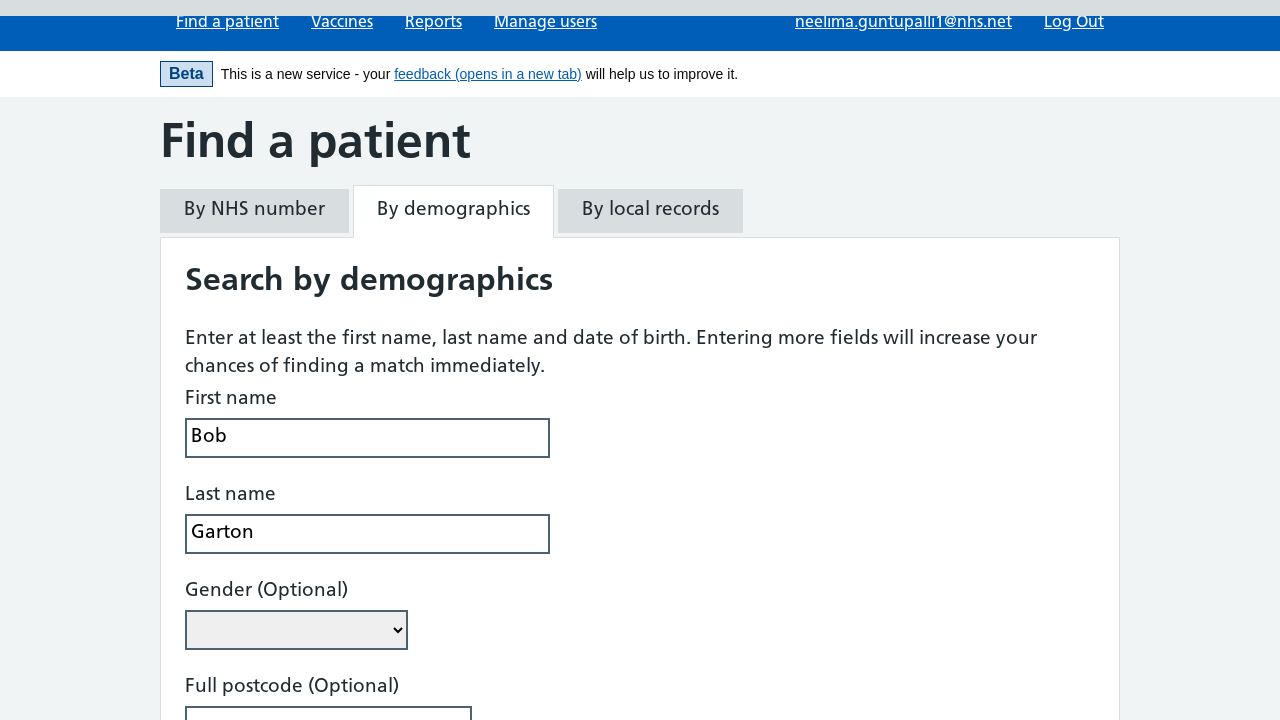 Find a patient Vaccines Reports Manage users neelima.guntupalli1@nhs.net Log Out
Beta This is a new service - your feedback (opens in a new tab) will help us to improve it.
Find a patient
By NHS number By demographics By local records
Search by demographics
Enter at least the first name, last name and date of birth. Entering more fields will increase your
chances of finding a match immediately.
First name
Bob
Last name
Garton
Gender (Optional)
Full postcode (Optional)